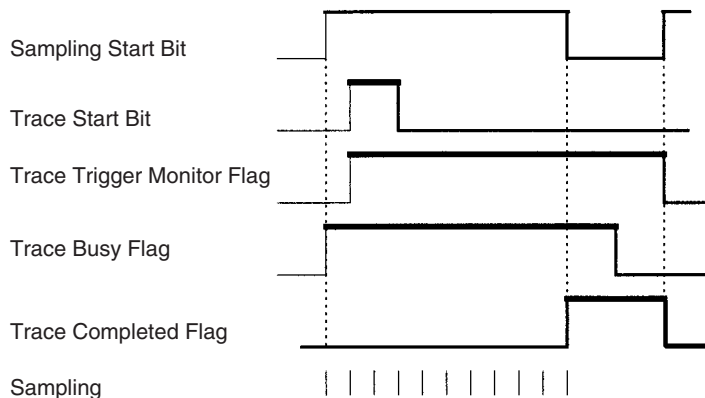 Sampling Start Bit
Trace Start Bit
Trace Trigger Monitor Flag
Trace Busy Flag
Trace Completed Flag
Sampling